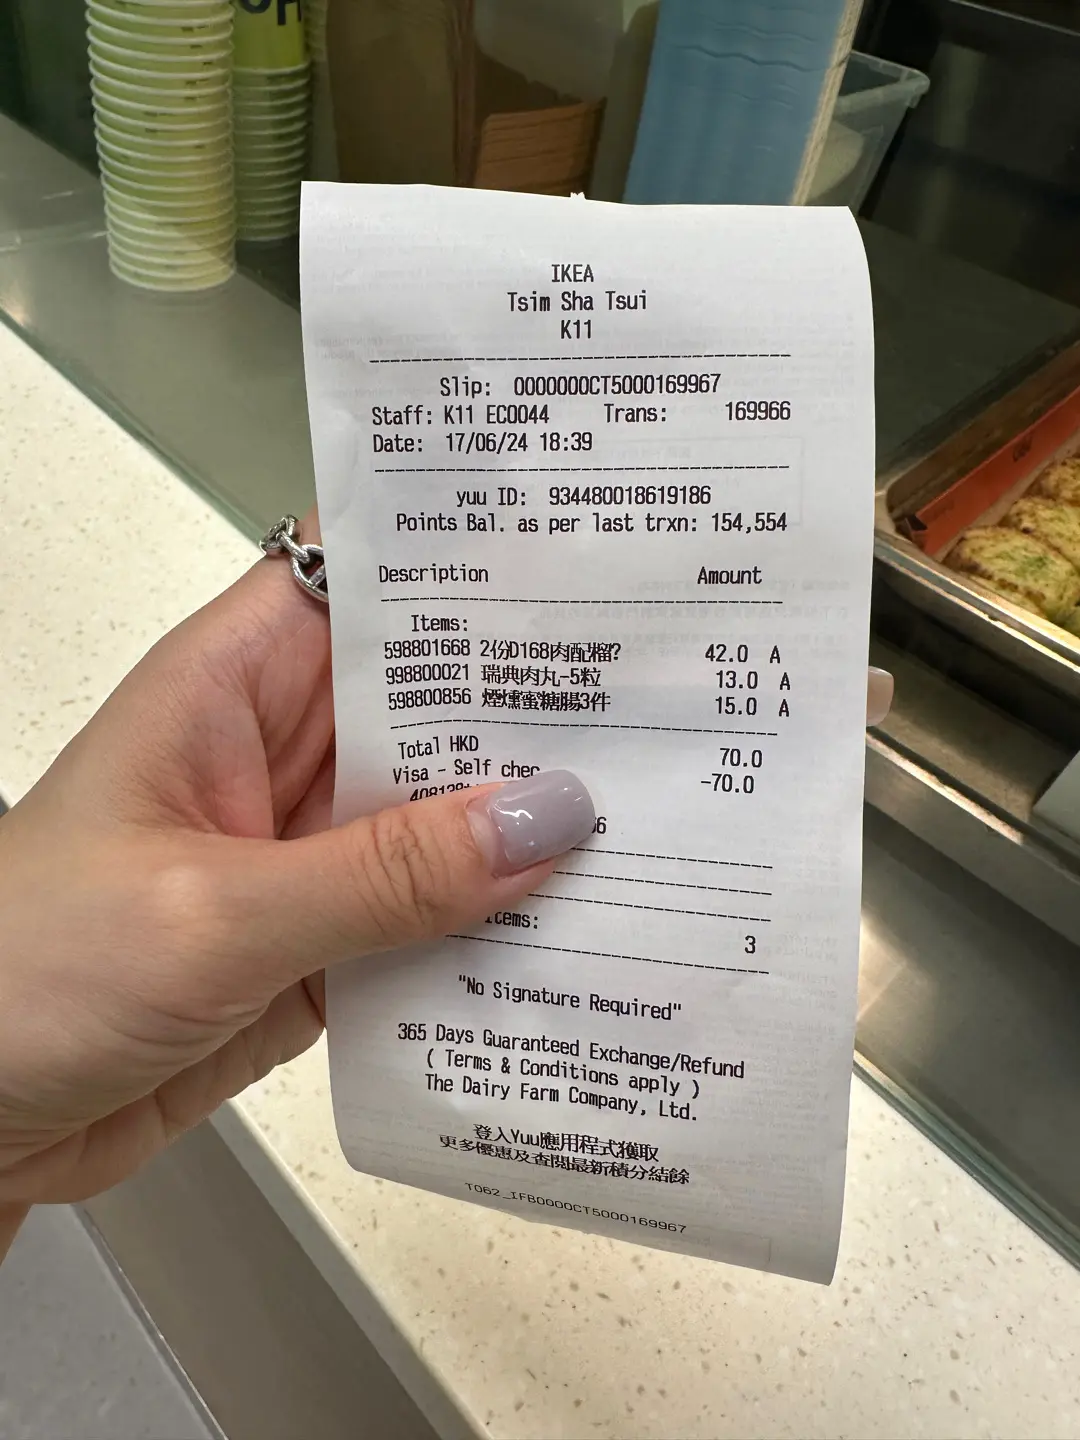 IKEA
Tsim Sha Tsui
K11
Slip: 0000000CT5000169967
Staff: K11 EC0044 Trans: 169966
Date: 17/06/24 18:39
yuu ID: 934480018619186
Points Bal. as per last trxn: 154,554
Description Amount
Items:
598801668 2份D168肉配榴? 42.0 A
998800021 瑞典肉丸-5粒 13.0 A
598800856 煙燻蜜糖腸3件 15.0 A
Total HKD 70.0
Visa - Self -70.0
Items: 3
"No Signature Required"
365 Days Guaranteed Exchange/Refund
( Terms & Conditions apply )
The Dairy Farm Company, Ltd.
登入Yuu應用程式獲取
更多優惠及查閱最新積分結餘
T062_IFB0000CT5000169967